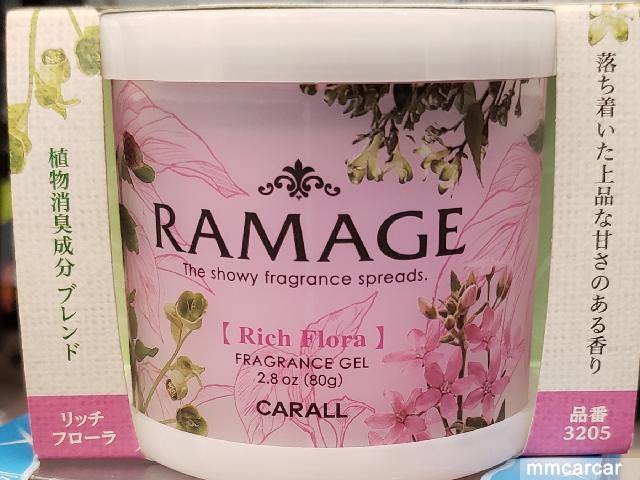 植物消臭成分 ブレンド
リッチ
フローラ
RAMAGE
The showy fragrance spreads.
【 Rich Flora 】
FRAGRANCE GEL
2.8 oz (80g)
CARALL
落ち着いた上品な甘さのある香り
品番
3205
mmcarcar